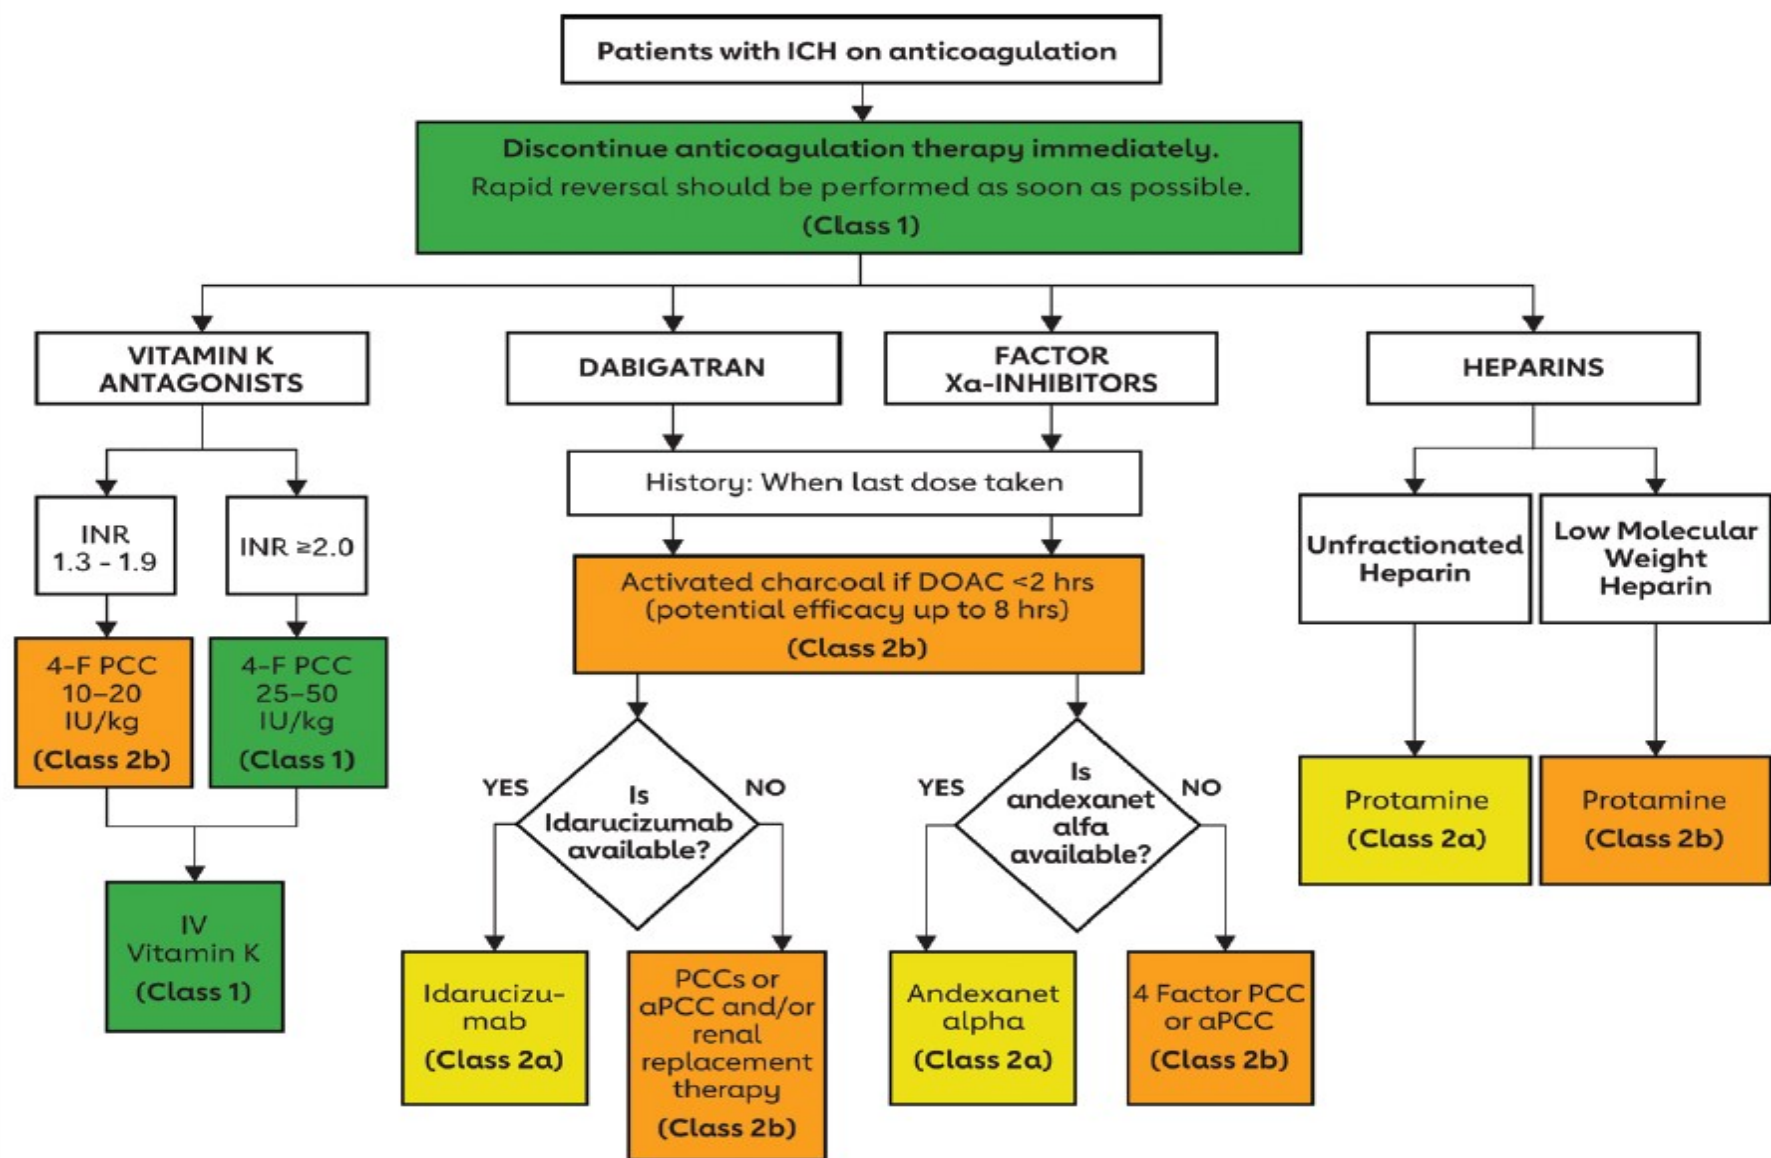 Patients with ICH on anticoagulation
Discontinue anticoagulation therapy immediately.
Rapid reversal should be performed as soon as possible.
(Class 1)
VITAMIN K
ANTAGONISTS
DABIGATRAN
FACTOR
Xa-INHIBITORS
HEPARINS
INR
1.3 - 1.9
INR ≥2.0
History: When last dose taken
Unfractionated
Heparin
Low Molecular
Weight
Heparin
4-F PCC
10–20
IU/kg
(Class 2b)
4-F PCC
25–50
IU/kg
(Class 1)
Activated charcoal if DOAC <2 hrs
(potential efficacy up to 8 hrs)
(Class 2b)
IV
Vitamin K
(Class 1)
YES
Is
Idarucizumab
available?
NO
YES
Is
andexanet
alfa
available?
NO
Protamine
(Class 2a)
Protamine
(Class 2b)
Idarucizu-
mab
(Class 2a)
PCCs or
aPCC and/or
renal
replacement
therapy
(Class 2b)
Andexanet
alpha
(Class 2a)
4 Factor PCC
or aPCC
(Class 2b)